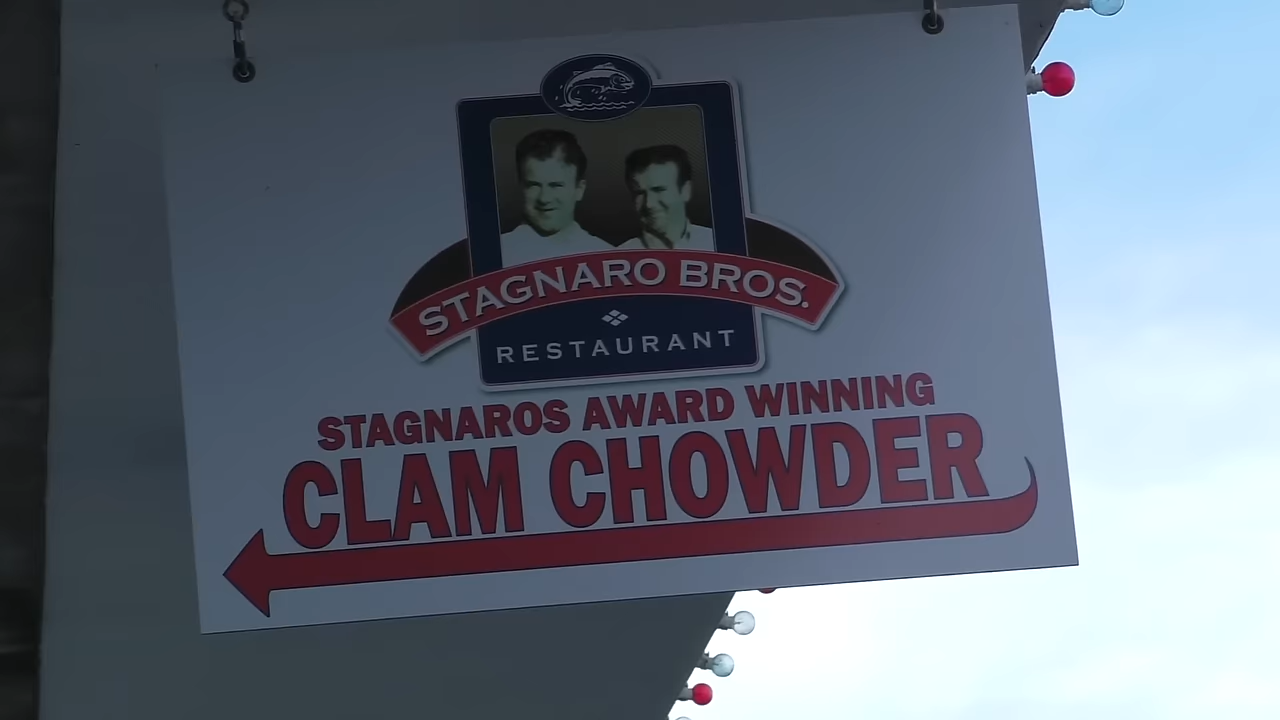 STAGNARO BROS.
RESTAURANT
STAGNAROS AWARD WINNING
CLAM CHOWDER